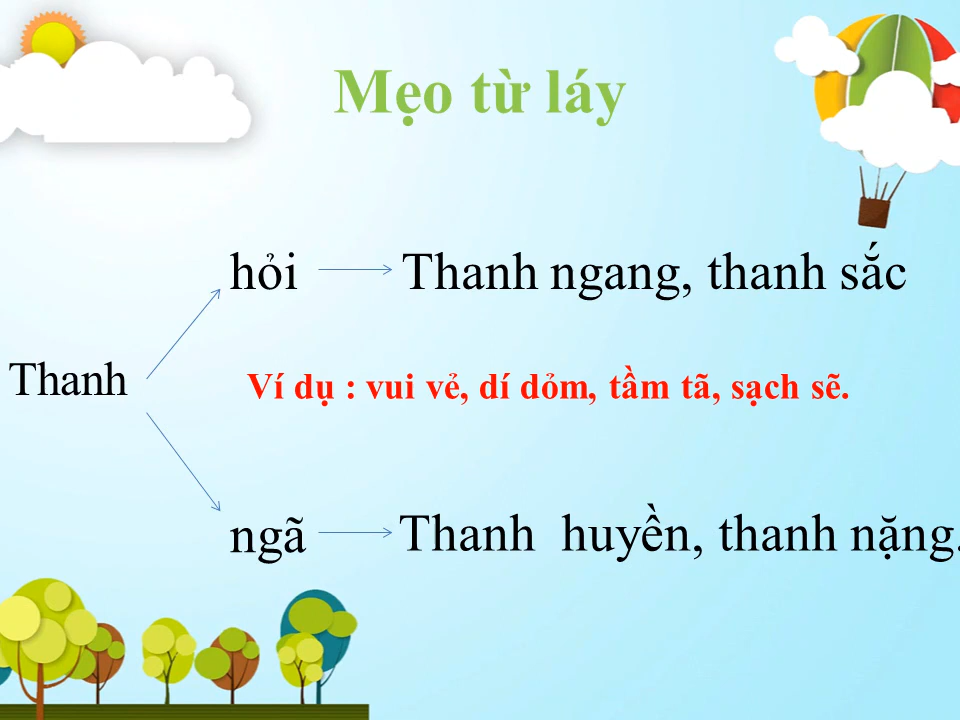 Mẹo từ láy
hỏi Thanh ngang, thanh sắc
Thanh
Ví dụ : vui vẻ, dí dỏm, tầm tã, sạch sẽ.
ngã Thanh huyền, thanh nặng.